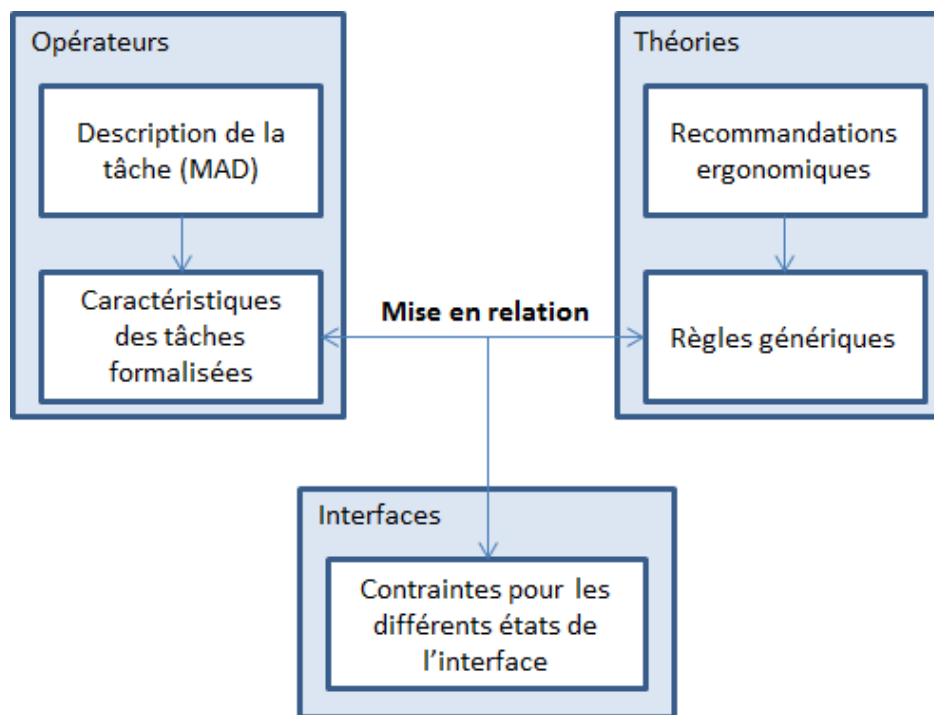 Opérateurs
Description de la
tâche (MAD)
Caractéristiques
des tâches
formalisées
Mise en relation
Théories
Recommandations
ergonomiques
Règles génériques
Interfaces
Contraintes pour les
différents états de
l'interface